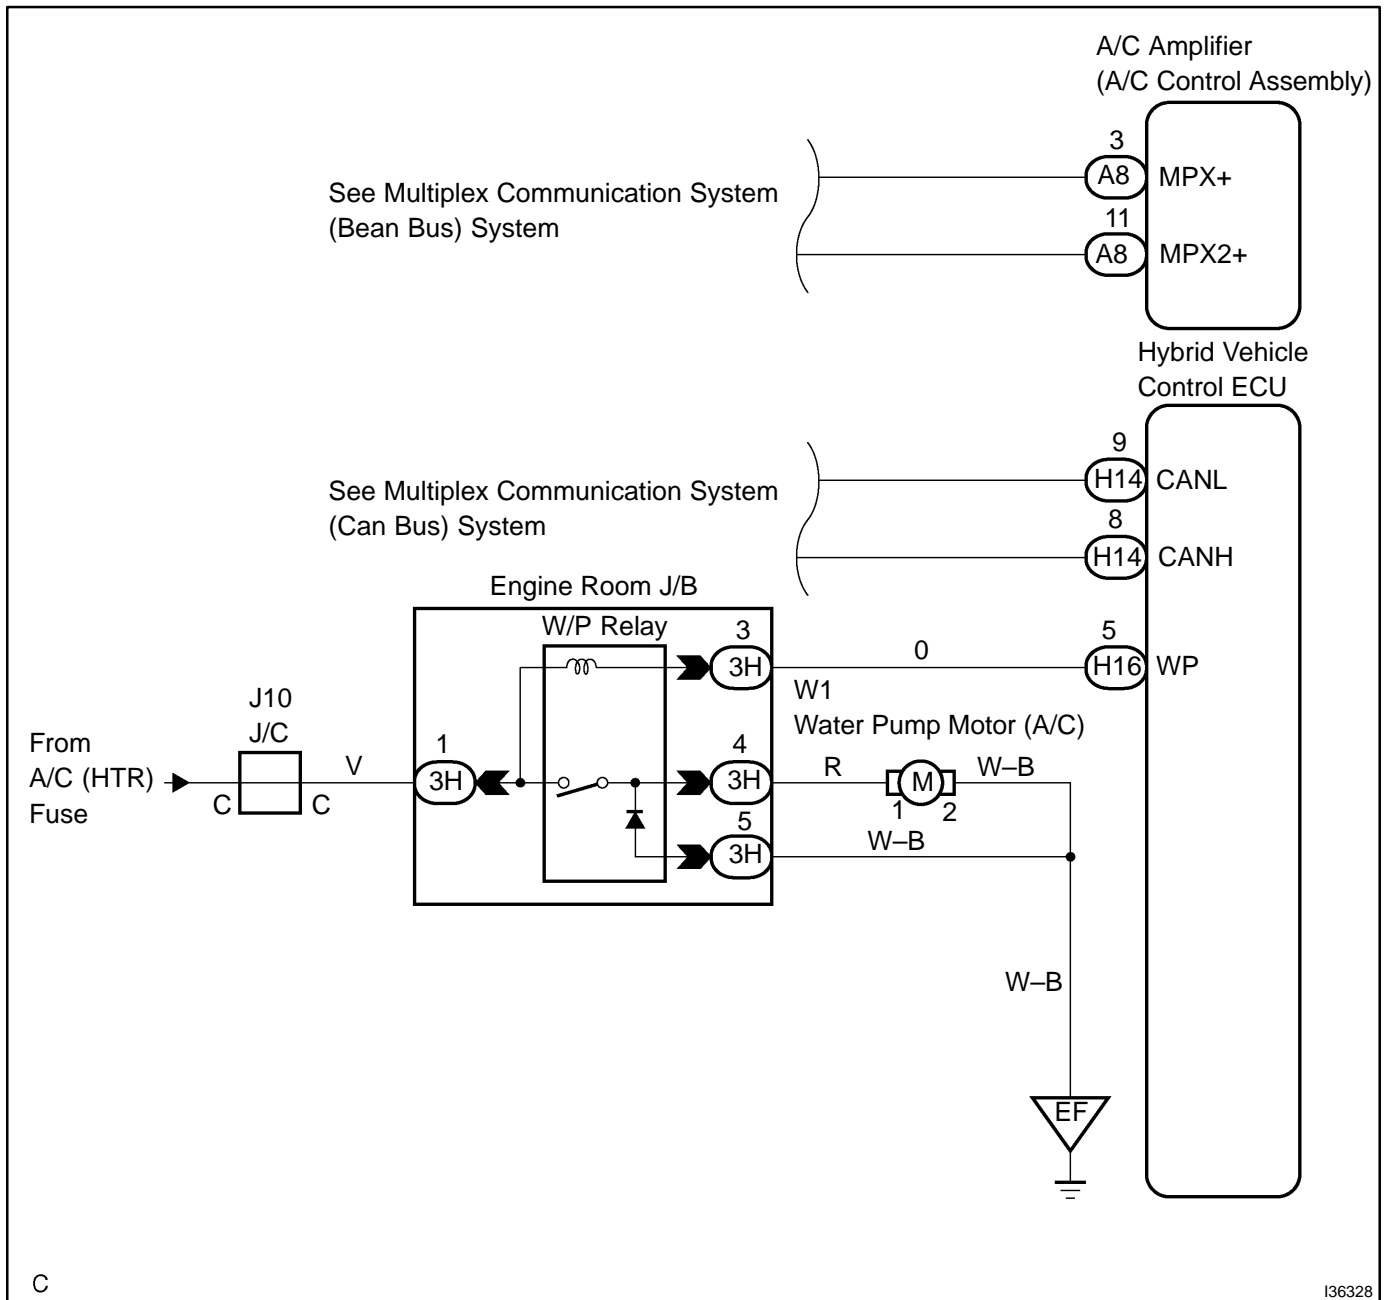 A/C Amplifier
(A/C Control Assembly)
3
A8 MPX+
See Multiplex Communication System
(Bean Bus) System
11
A8 MPX2+
Hybrid Vehicle
Control ECU
9
H14 CANL
See Multiplex Communication System
(Can Bus) System
8
H14 CANH
Engine Room J/B
W/P Relay
3
3H
0
5
H16 WP
W1
Water Pump Motor (A/C)
J10
J/C
From
A/C (HTR)
Fuse
C
C
V
1
3H
4
3H
R
M
1
2
W–B
5
3H
W–B
W–B
EF
C
I36328